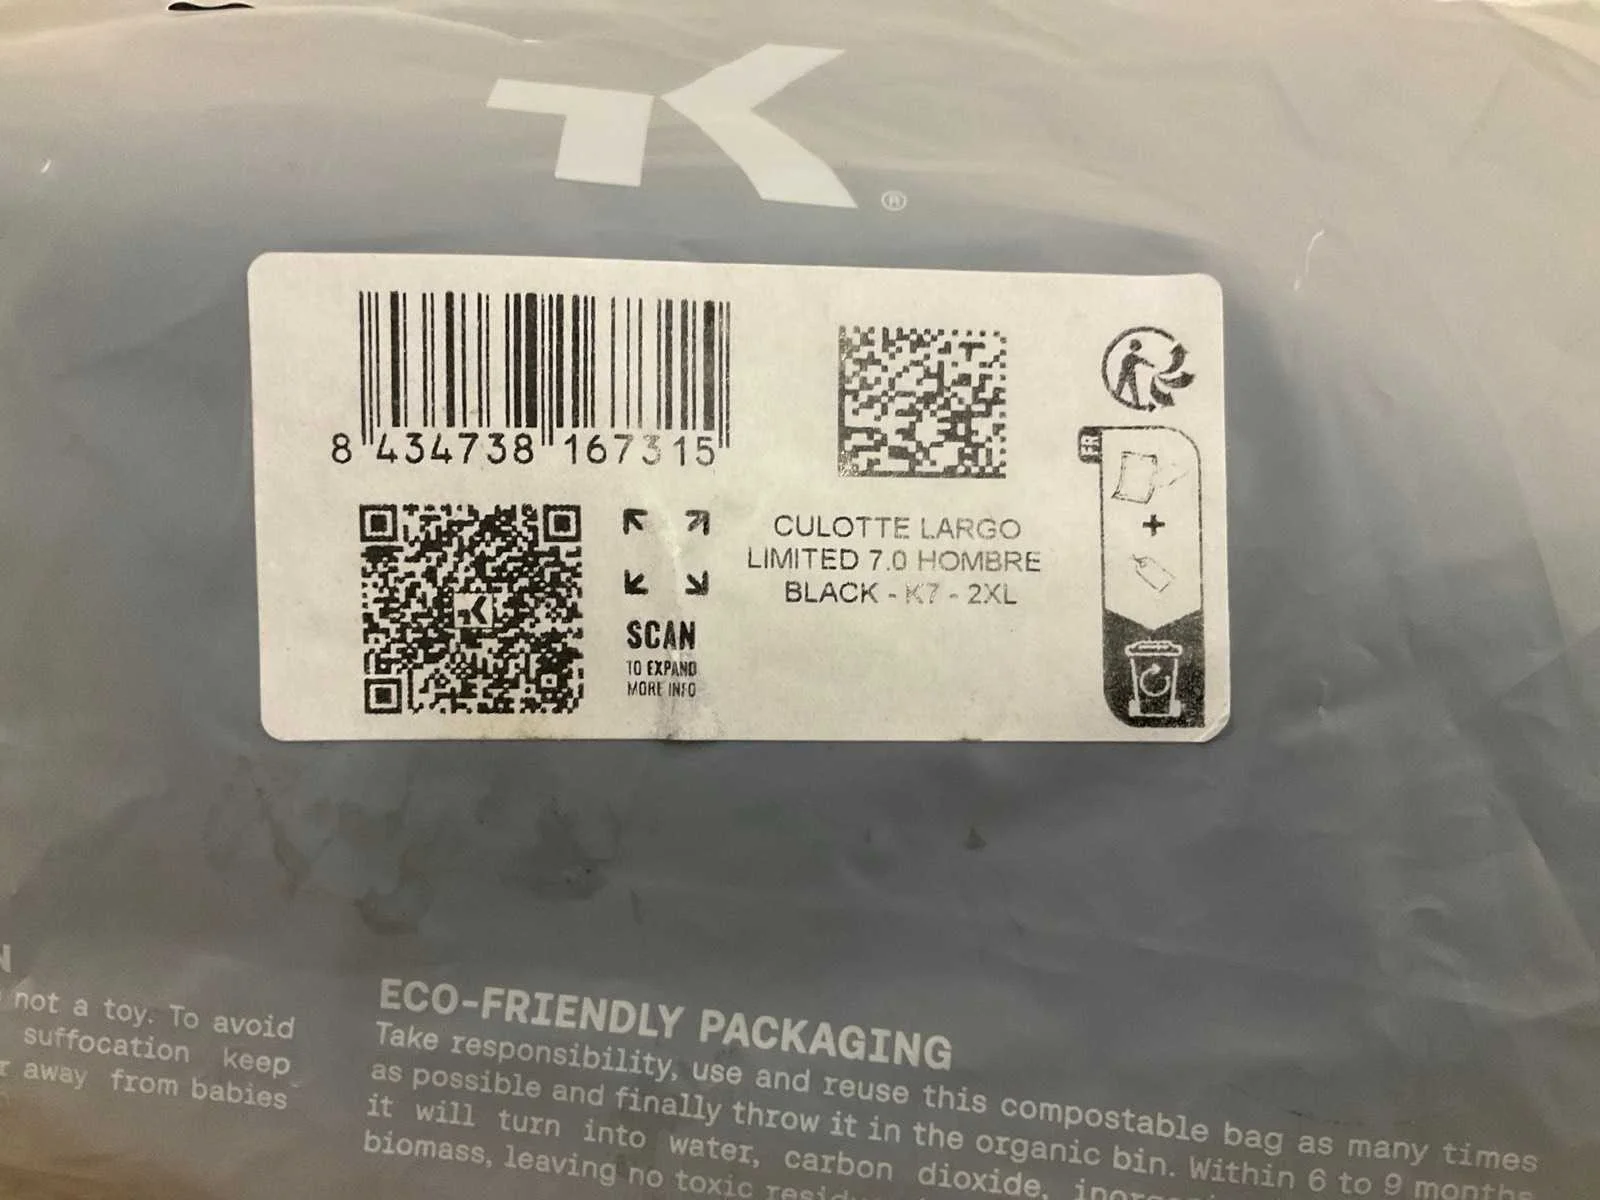 ®
8 434738 167315
CULOTTE LARGO
LIMITED 7.0 HOMBRE
BLACK - K7 - 2XL
SCAN
TO EXPAND
MORE INFO
FR
N
not a toy. To avoid
suffocation keep
away from babies
ECO-FRIENDLY PACKAGING
Take responsibility, use and reuse this compostable bag as many times
as possible and finally throw it in the organic bin. Within 6 to 9 months
it will turn into water, carbon dioxide,
biomass, leaving no toxic